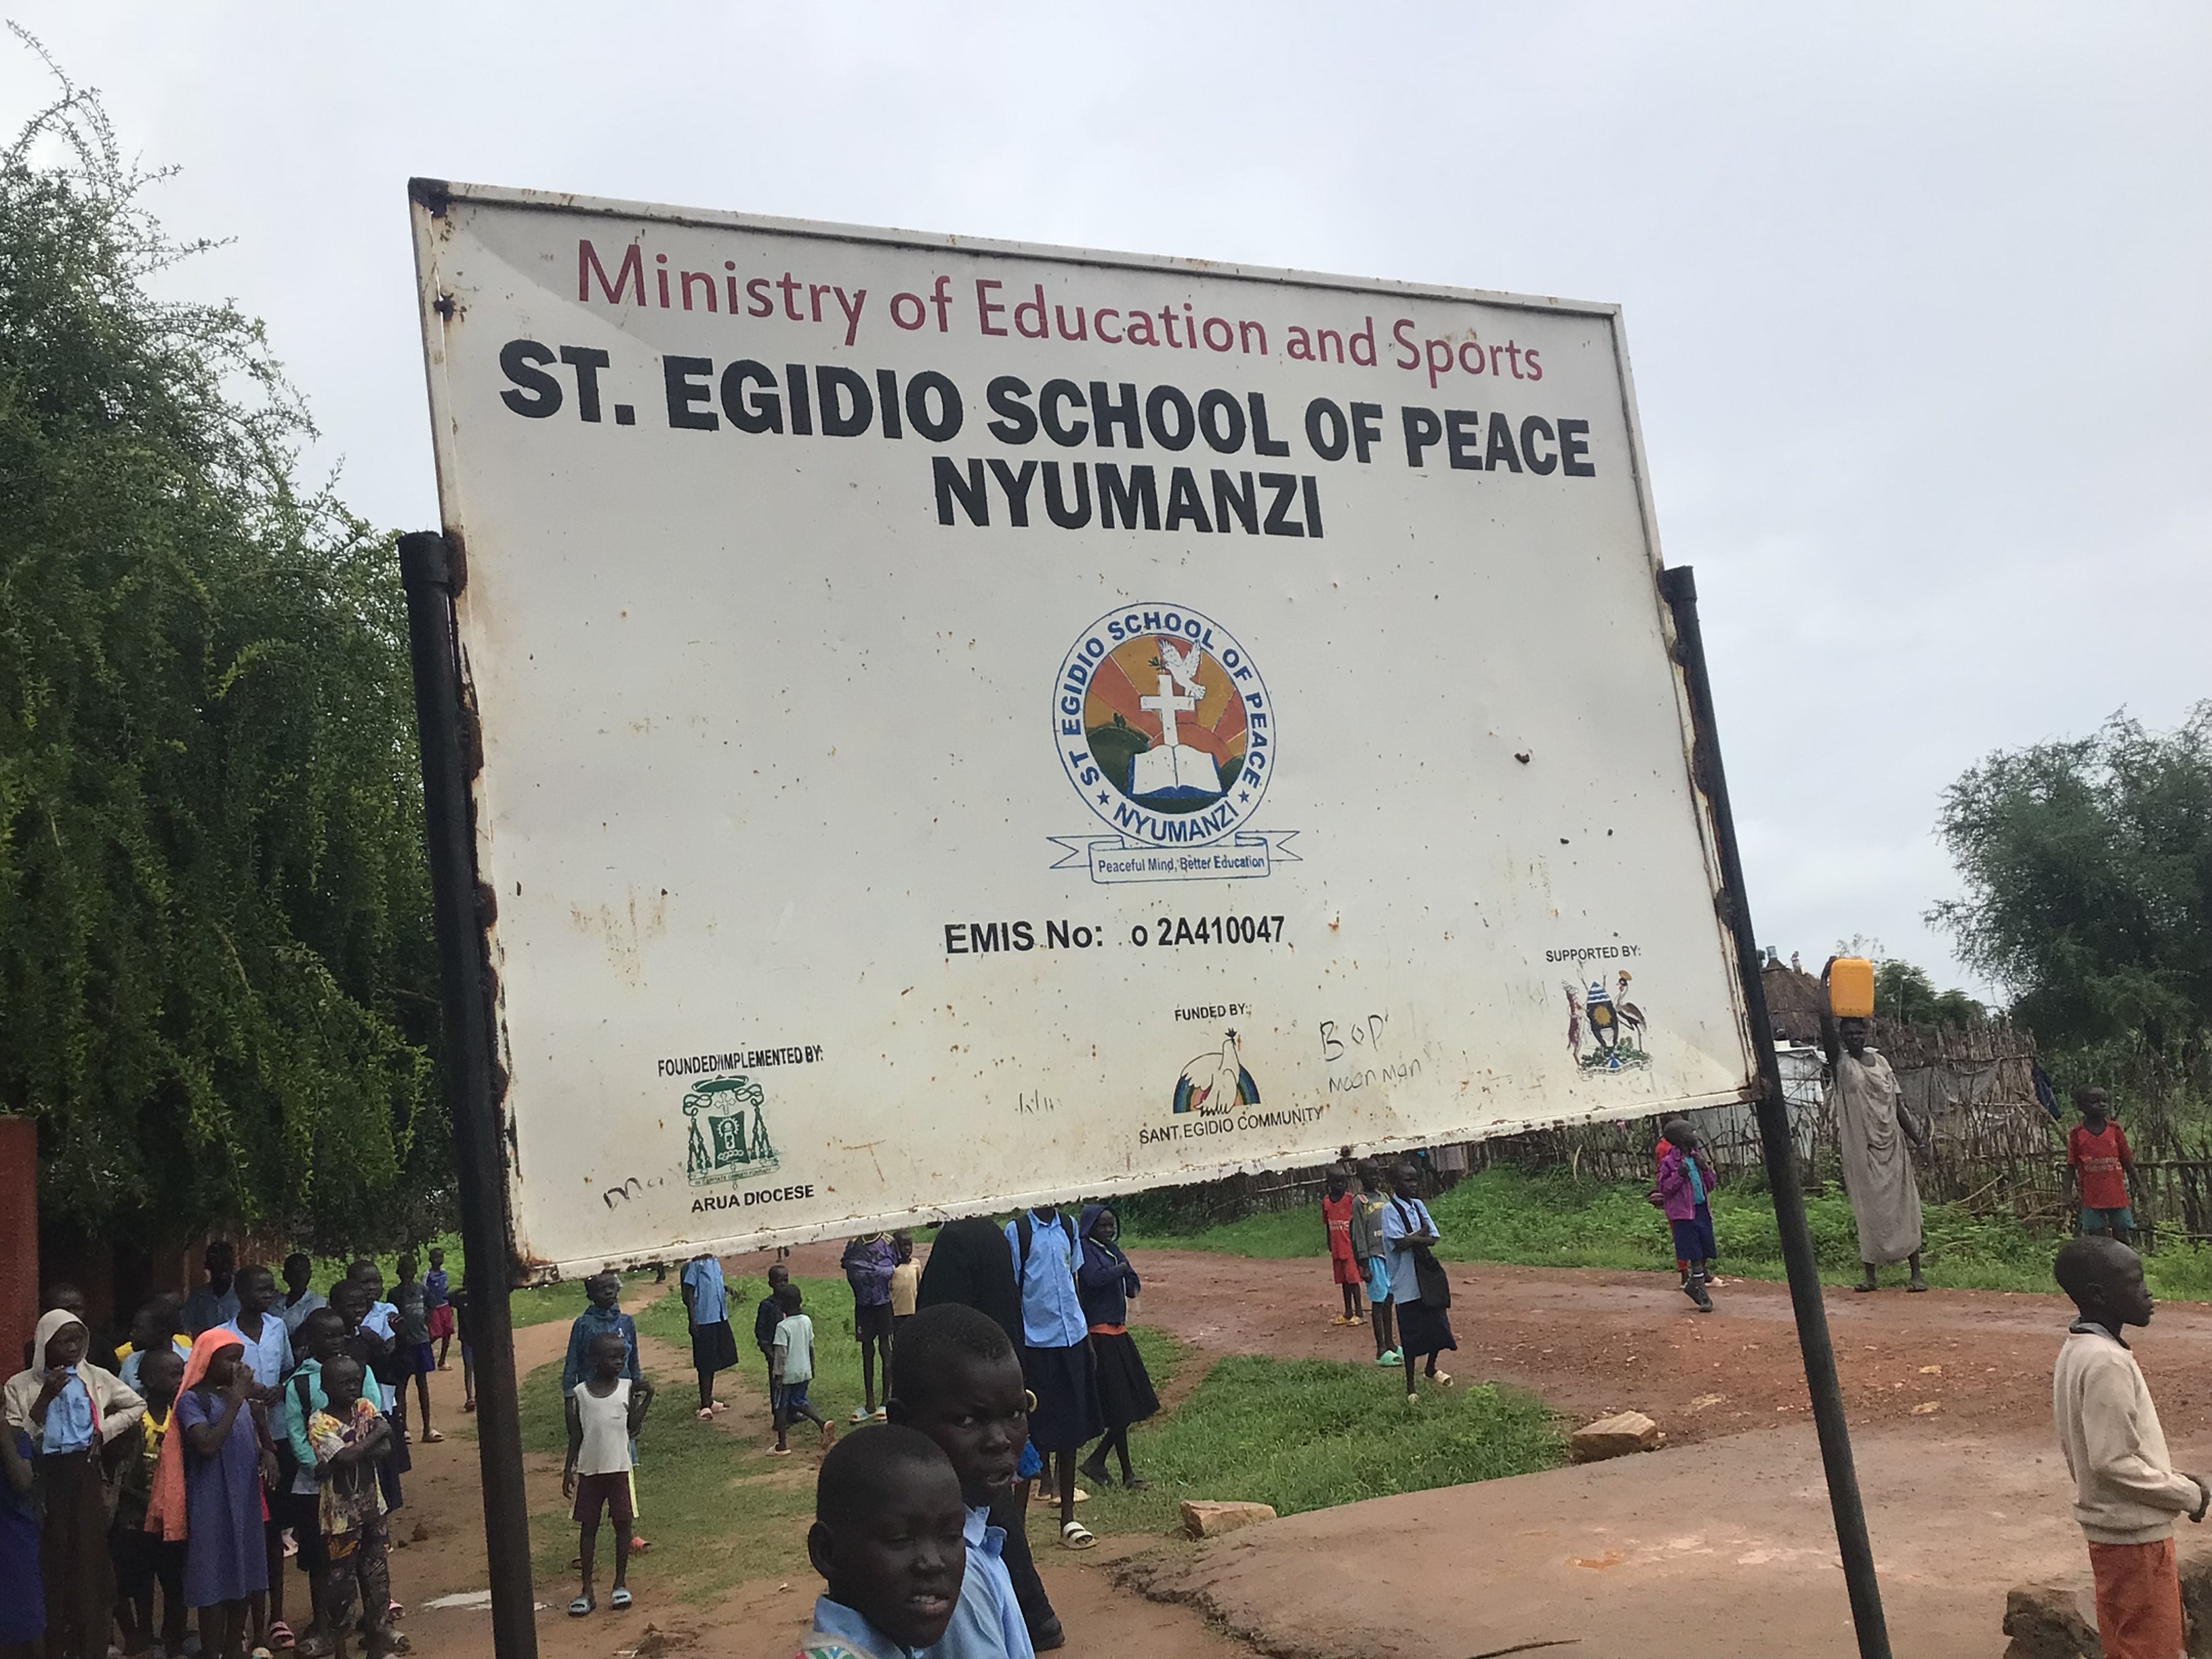 Ministry of Education and Sports
ST. EGIDIO SCHOOL OF PEACE
NYUMANZI
ST EGIDIO SCHOOL OF PEACE
★ NYUMANZI ★
Peaceful Mind, Better Education
EMIS No: o 2A410047
SUPPORTED BY:
FUNDED BY:
BOP
moon man
SANT,EGIDIO COMMUNITY
FOUNDED/IMPLEMENTED BY:
ARUA DIOCESE